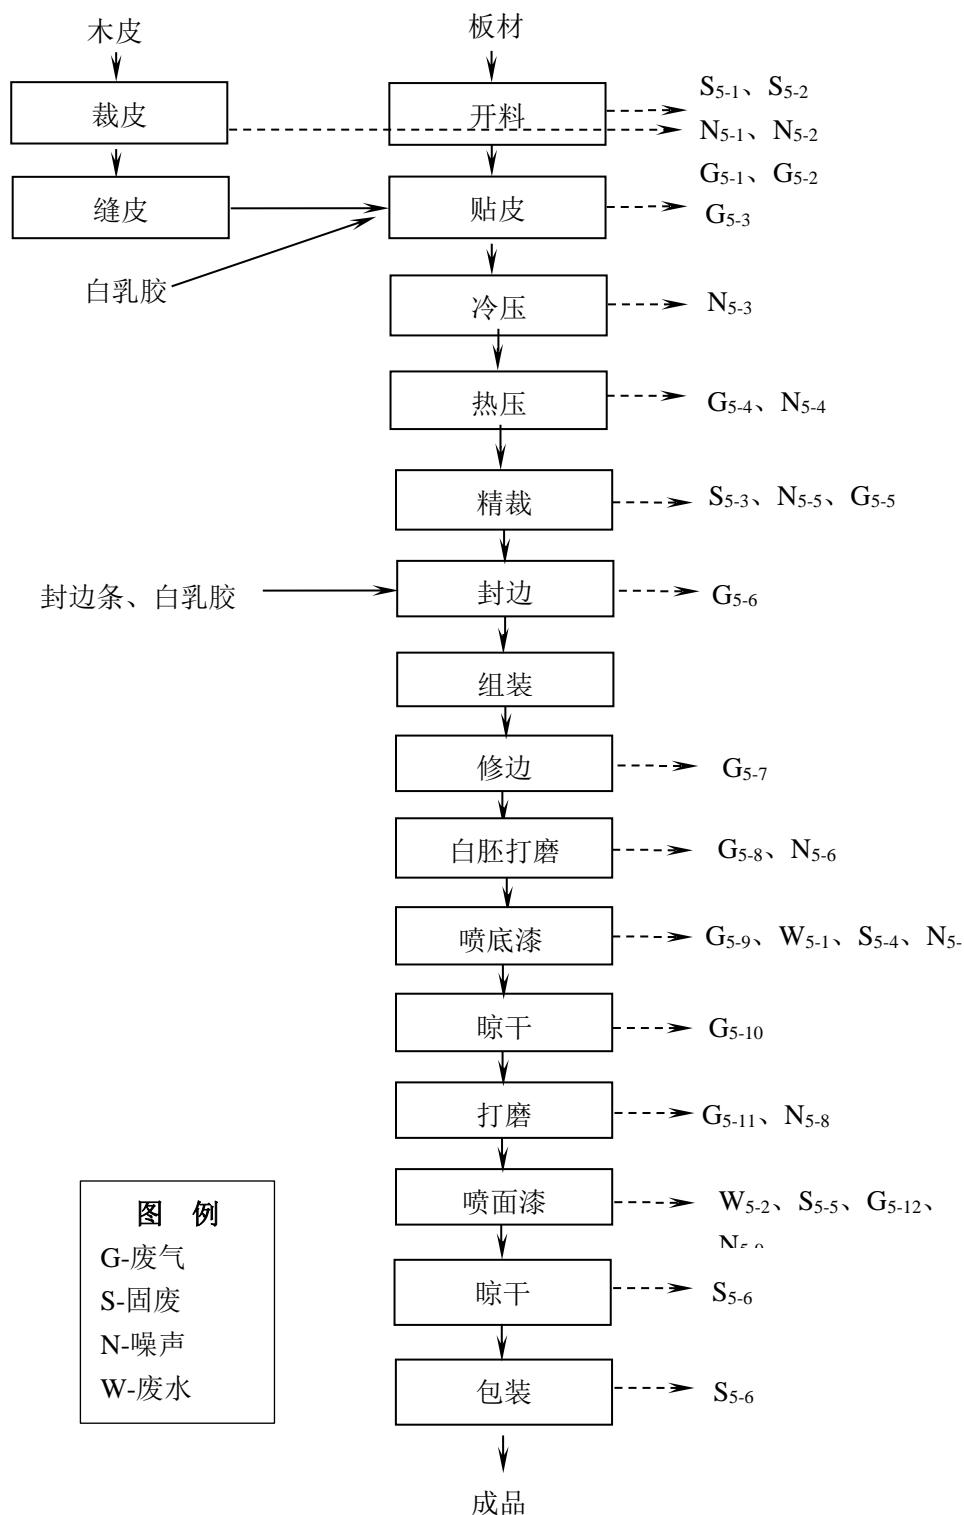 木皮
板材
裁皮
开料
S5-1、S5-2
N5-1、N5-2
G5-1、G5-2
缝皮
贴皮
G5-3
白乳胶
冷压
N5-3
热压
G5-4、N5-4
精裁
S5-3、N5-5、G5-5
封边条、白乳胶
封边
G5-6
组装
修边
G5-7
白胚打磨
G5-8、N5-6
喷底漆
G5-9、W5-1、S5-4、N5-
晾干
G5-10
打磨
G5-11、N5-8
喷面漆
W5-2、S5-5、G5-12、
N5-9
晾干
S5-6
包装
S5-6
成品
图 例
G-废气
S-固废
N-噪声
W-废水